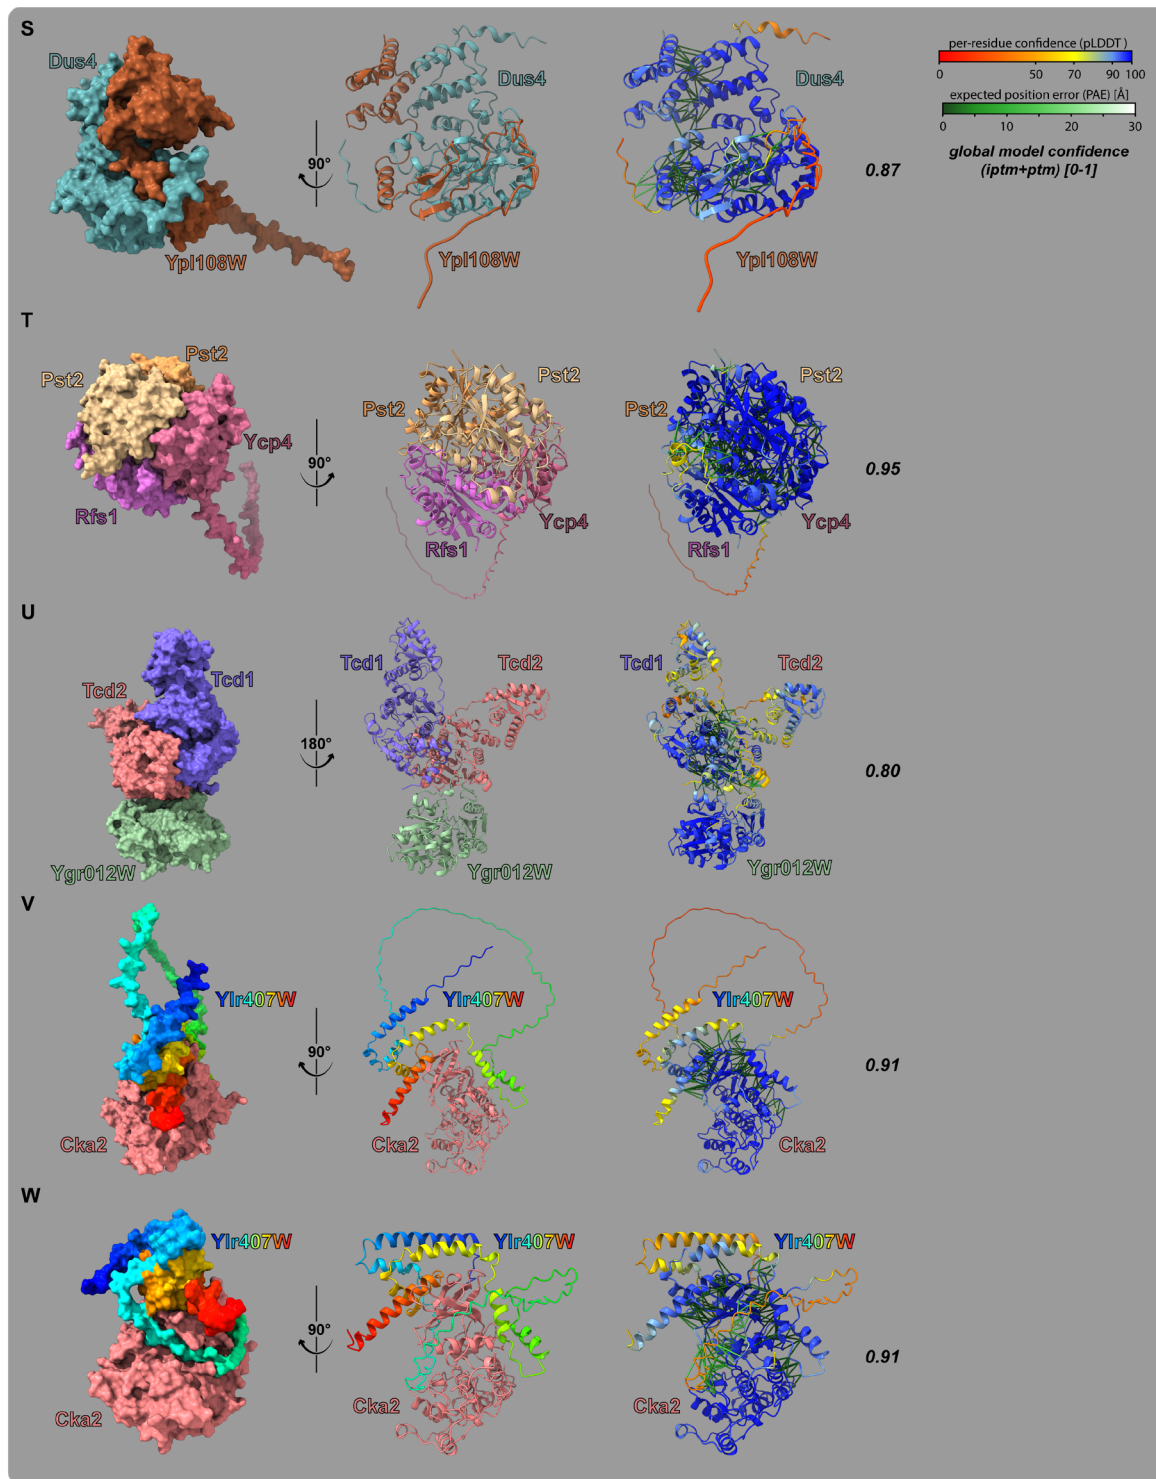 S
Dus4
90°
Ypl108W
Dus4
Ypl108W
Dus4
Ypl108W
0.87
per-residue confidence (pLDDT )
0 50 70 90 100
expected position error (PAE) [Å]
0 10 20 30
global model confidence
(iptm+ptm) [0-1]
T
Pst2
Pst2
Ycp4
Rfs1
90°
Pst2
Pst2
Ycp4
Rfs1
Pst2
Pst2
Ycp4
Rfs1
0.95
U
Tcd1
Tcd2
Ygr012W
180°
Tcd1
Tcd2
Ygr012W
Tcd1
Tcd2
Ygr012W
0.80
V
Ylr407W
Cka2
90°
Ylr407W
Cka2
Ylr407W
Cka2
0.91
W
Ylr407W
Cka2
90°
Ylr407W
Cka2
Ylr407W
Cka2
0.91